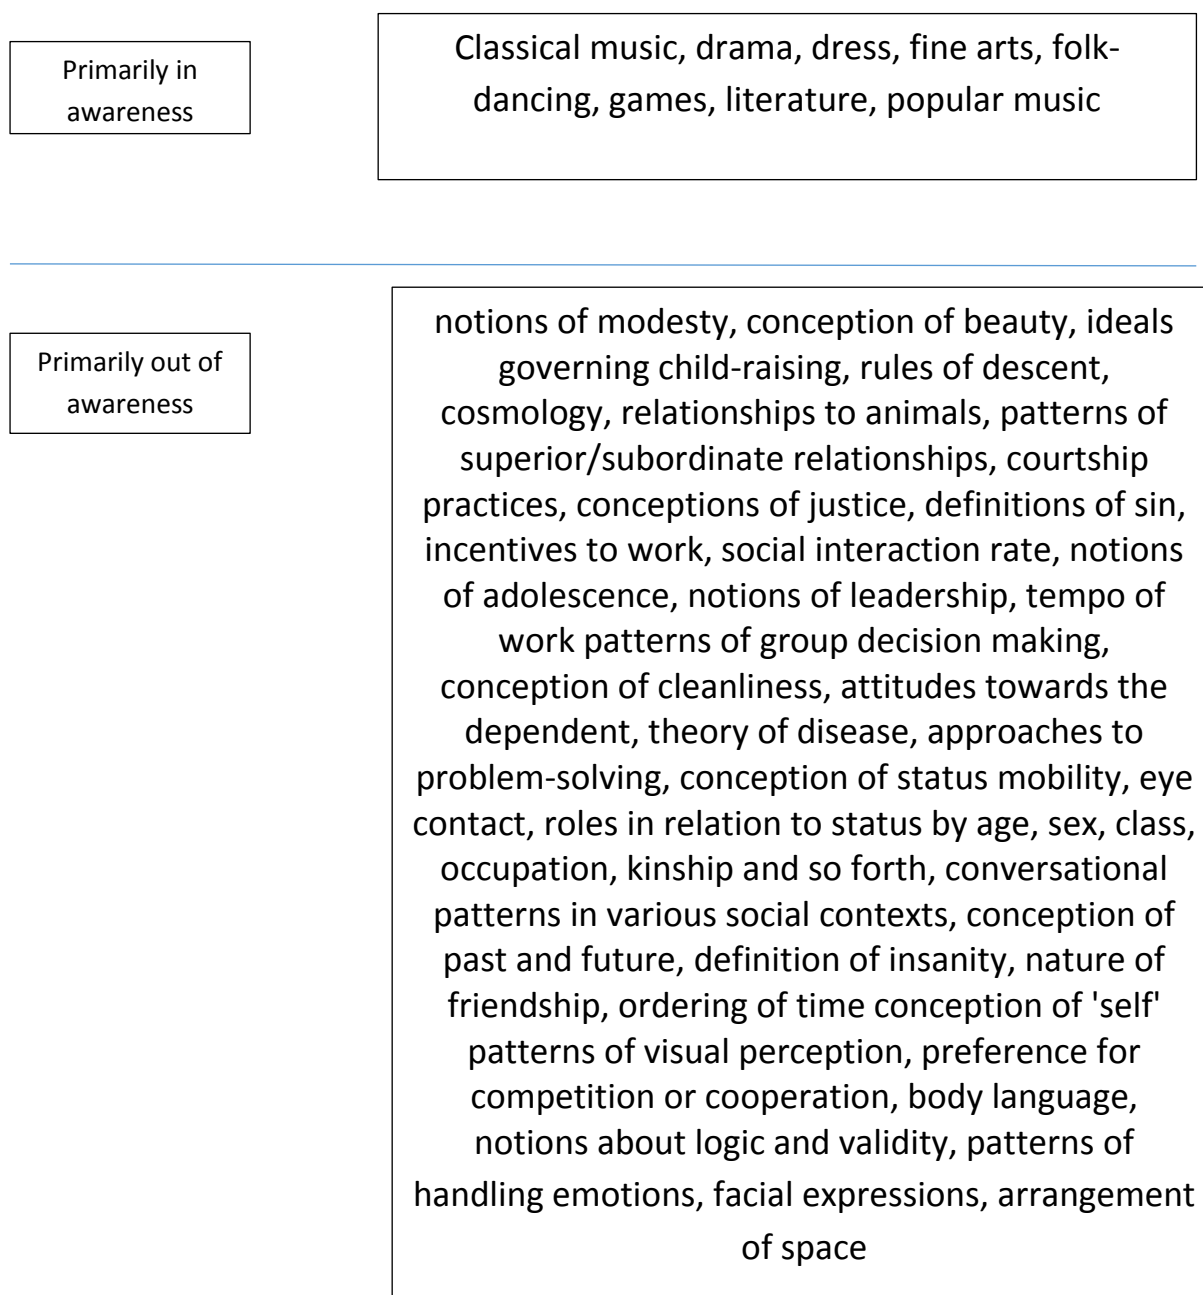 Primarily in
awareness
Classical music, drama, dress, fine arts, folk-
dancing, games, literature, popular music
Primarily out of
awareness
notions of modesty, conception of beauty, ideals
governing child-raising, rules of descent,
cosmology, relationships to animals, patterns of
superior/subordinate relationships, courtship
practices, conceptions of justice, definitions of sin,
incentives to work, social interaction rate, notions
of adolescence, notions of leadership, tempo of
work patterns of group decision making,
conception of cleanliness, attitudes towards the
dependent, theory of disease, approaches to
problem-solving, conception of status mobility, eye
contact, roles in relation to status by age, sex, class,
occupation, kinship and so forth, conversational
patterns in various social contexts, conception of
past and future, definition of insanity, nature of
friendship, ordering of time conception of 'self'
patterns of visual perception, preference for
competition or cooperation, body language,
notions about logic and validity, patterns of
handling emotions, facial expressions, arrangement
of space